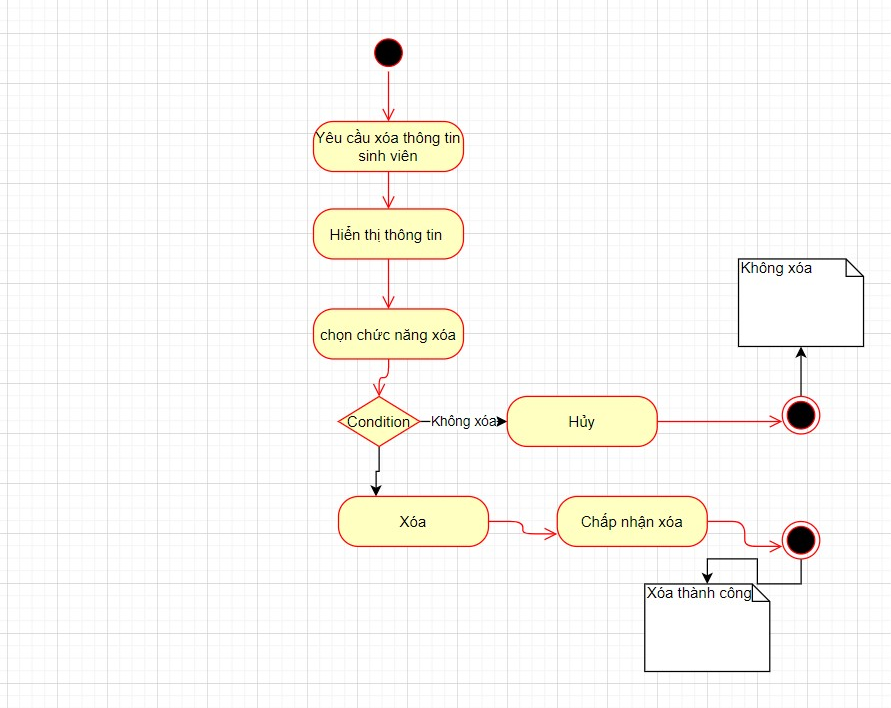 Yêu cầu xóa thông tin
sinh viên
Hiển thị thông tin
chọn chức năng xóa
Condition
Không xóa
Hủy
Không xóa
Xóa
Chấp nhận xóa
Xóa thành công